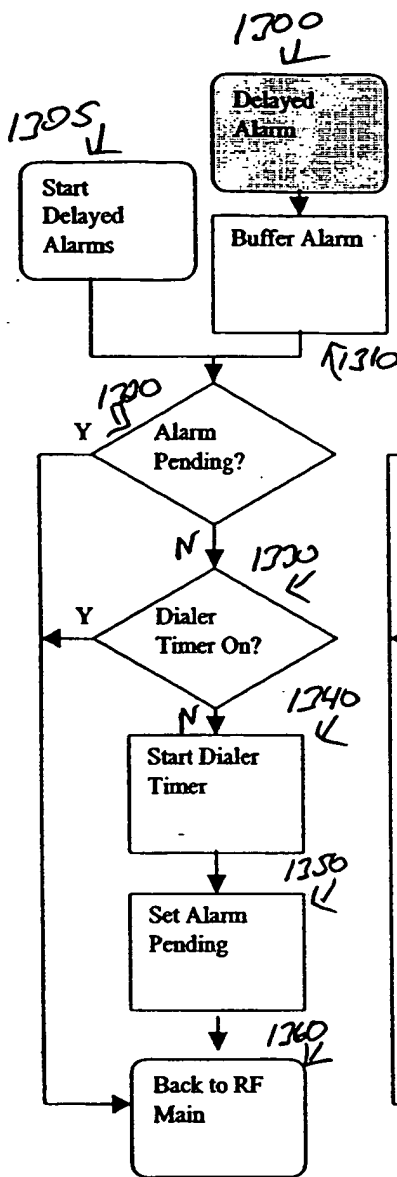 1300
Delayed
Alarm
1305
Start
Delayed
Alarms
Buffer Alarm
1310
1320
Y
Alarm
Pending?
N
1330
Y
Dialer
Timer On?
N
1340
Start Dialer
Timer
1350
Set Alarm
Pending
1360
Back to RF
Main